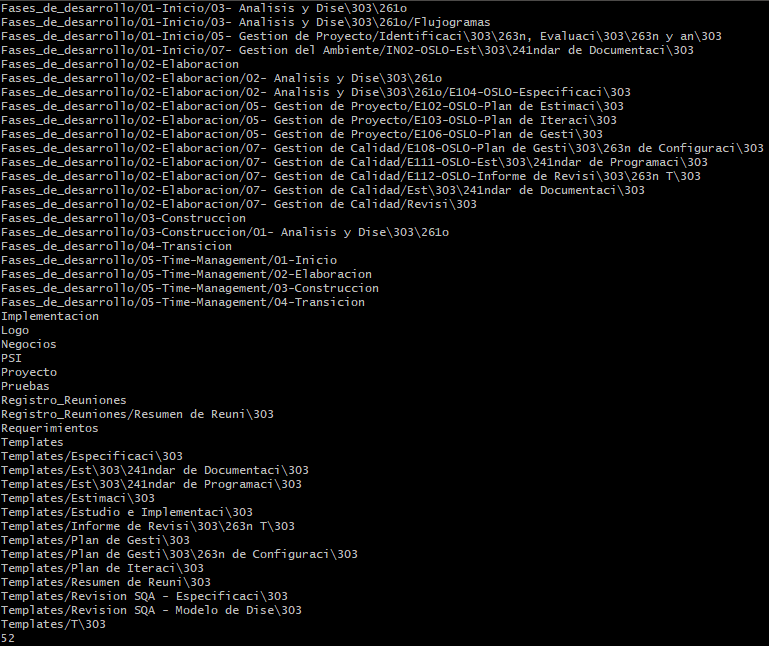 Fases_de_desarrollo/01-Inicio/03- Analisis y Dise\303\261o
Fases_de_desarrollo/01-Inicio/03- Analisis y Dise\303\261o/Flujogramas
Fases_de_desarrollo/01-Inicio/05- Gestion de Proyecto/Identificaci\303\263n, Evaluaci\303\263n y an\303
Fases_de_desarrollo/01-Inicio/07- Gestion del Ambiente/IN02-OSLO-Est\303\241ndar de Documentaci\303
Fases_de_desarrollo/02-Elaboracion
Fases_de_desarrollo/02-Elaboracion/02- Analisis y Dise\303\261o
Fases_de_desarrollo/02-Elaboracion/02- Analisis y Dise\303\261o/E104-OSLO-Especificaci\303
Fases_de_desarrollo/02-Elaboracion/05- Gestion de Proyecto/E102-OSLO-Plan de Estimaci\303
Fases_de_desarrollo/02-Elaboracion/05- Gestion de Proyecto/E103-OSLO-Plan de Iteraci\303
Fases_de_desarrollo/02-Elaboracion/05- Gestion de Proyecto/E106-OSLO-Plan de Gesti\303
Fases_de_desarrollo/02-Elaboracion/07- Gestion de Calidad/E108-OSLO-Plan de Gesti\303\263n de Configuraci\303
Fases_de_desarrollo/02-Elaboracion/07- Gestion de Calidad/E111-OSLO-Est\303\241ndar de Programaci\303
Fases_de_desarrollo/02-Elaboracion/07- Gestion de Calidad/E112-OSLO-Informe de Revisi\303\263n T\303
Fases_de_desarrollo/02-Elaboracion/07- Gestion de Calidad/Est\303\241ndar de Documentaci\303
Fases_de_desarrollo/02-Elaboracion/07- Gestion de Calidad/Revisi\303
Fases_de_desarrollo/03-Construccion
Fases_de_desarrollo/03-Construccion/01- Analisis y Dise\303\261o
Fases_de_desarrollo/04-Transicion
Fases_de_desarrollo/05-Time-Management/01-Inicio
Fases_de_desarrollo/05-Time-Management/02-Elaboracion
Fases_de_desarrollo/05-Time-Management/03-Construccion
Fases_de_desarrollo/05-Time-Management/04-Transicion
Implementacion
Logo
Negocios
PSI
Proyecto
Pruebas
Registro_Reuniones
Registro_Reuniones/Resumen de Reuni\303
Requerimientos
Templates
Templates/Especificaci\303
Templates/Est\303\241ndar de Documentaci\303
Templates/Est\303\241ndar de Programaci\303
Templates/Estimaci\303
Templates/Estudio e Implementaci\303
Templates/Informe de Revisi\303\263n T\303
Templates/Plan de Gesti\303
Templates/Plan de Gesti\303\263n de Configuraci\303
Templates/Plan de Iteraci\303
Templates/Resumen de Reuni\303
Templates/Revision SQA - Especificaci\303
Templates/Revision SQA - Modelo de Dise\303
Templates/T\303
52